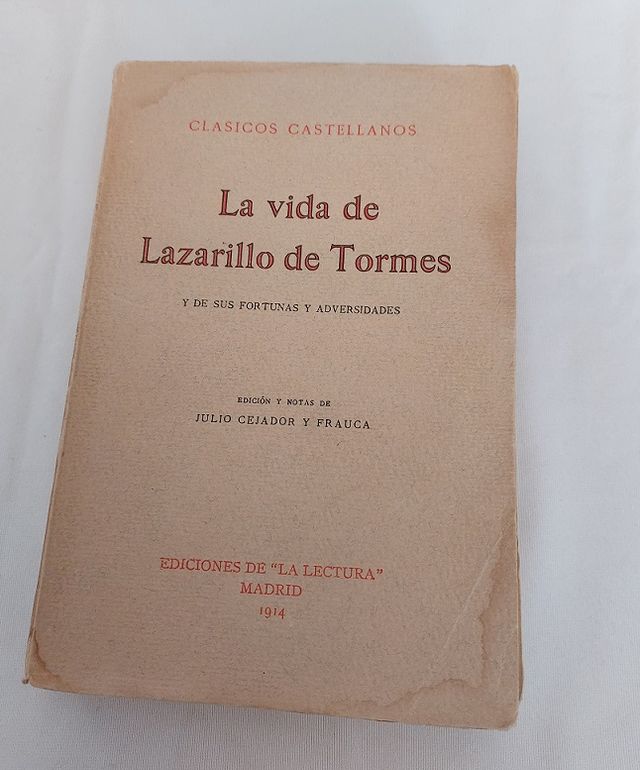 CLASICOS CASTELLANOS
La vida de
Lazarillo de Tormes
Y DE SUS FORTUNAS Y ADVERSIDADES
EDICIÓN Y NOTAS DE
JULIO CEJADOR Y FRAUCA
EDICIONES DE "LA LECTURA"
MADRID
1914